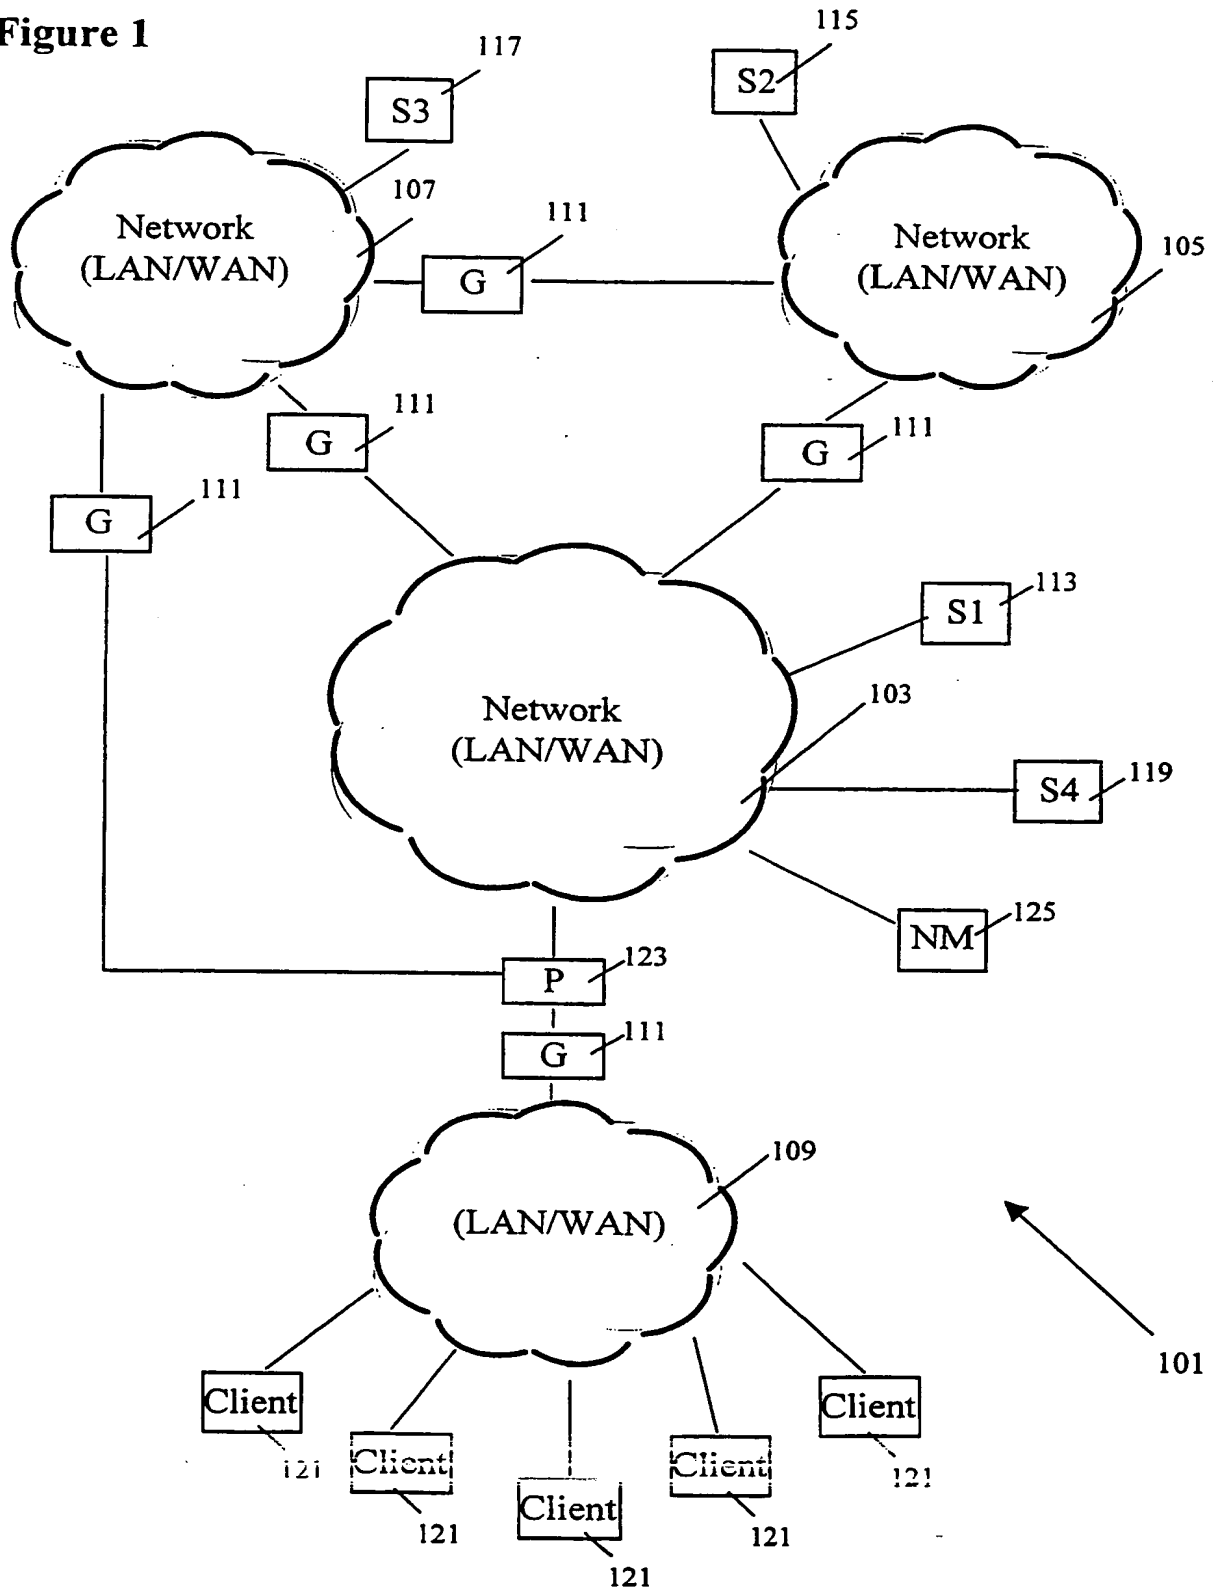 Figure 1
117
S3
115
S2
107
Network
(LAN/WAN)
111
G
Network
(LAN/WAN)
105
111
G
111
G
111
G
S1
113
Network
(LAN/WAN)
103
S4
119
NM
125
P
123
G
111
109
(LAN/WAN)
101
Client
121
Client
121
Client
121
Client
121
Client
121